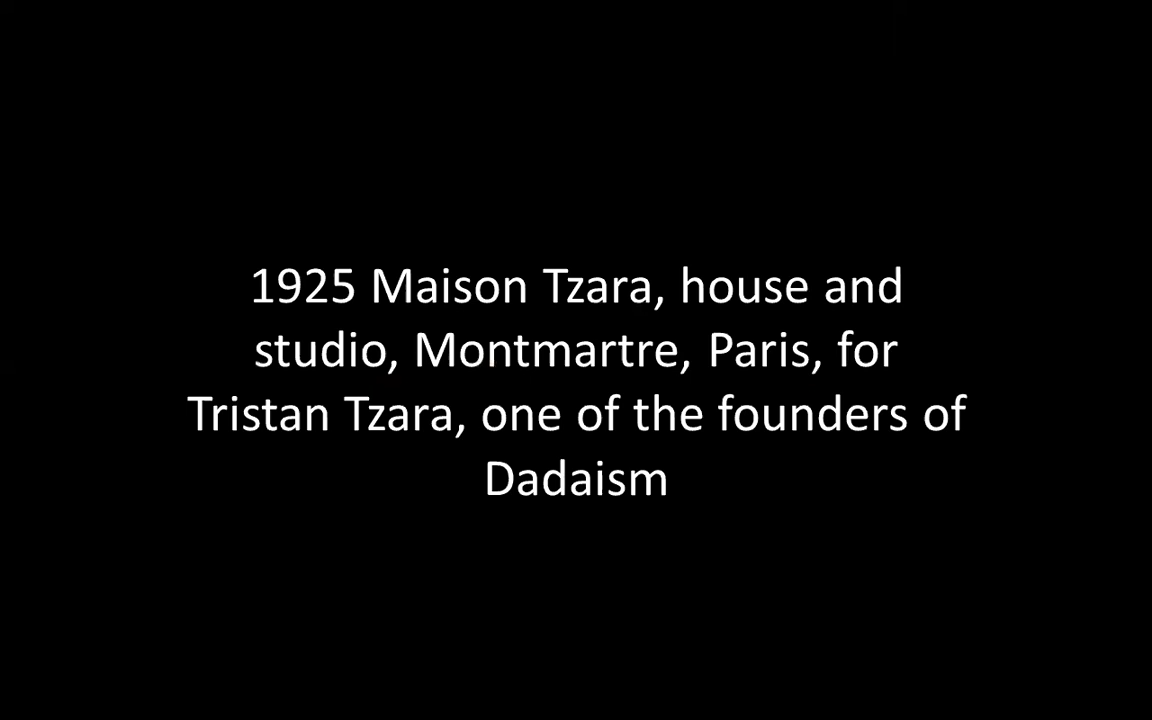 1925 Maison Tzara, house and
studio, Montmartre, Paris, for
Tristan Tzara, one of the founders of
Dadaism